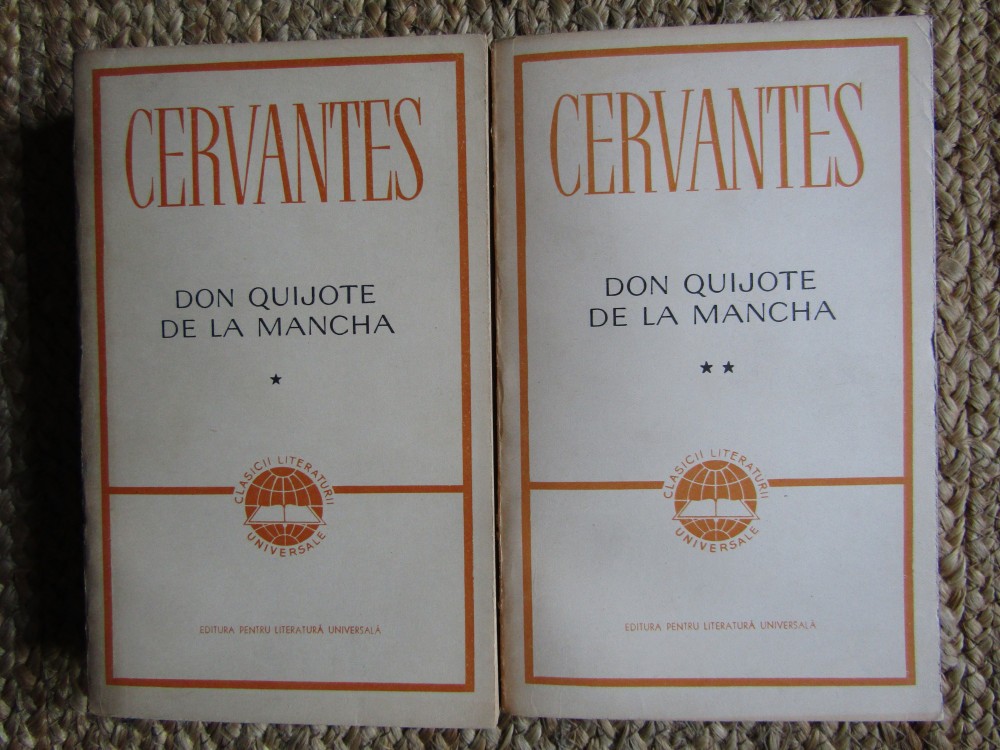 CERVANTES
DON QUIJOTE
DE LA MANCHA
★
CLASICII LITERATURII
UNIVERSALE
EDITURA PENTRU LITERATURĂ UNIVERSALĂ
CERVANTES
DON QUIJOTE
DE LA MANCHA
★★
CLASICII LITERATURII
UNIVERSALE
EDITURA PENTRU LITERATURĂ UNIVERSALĂ